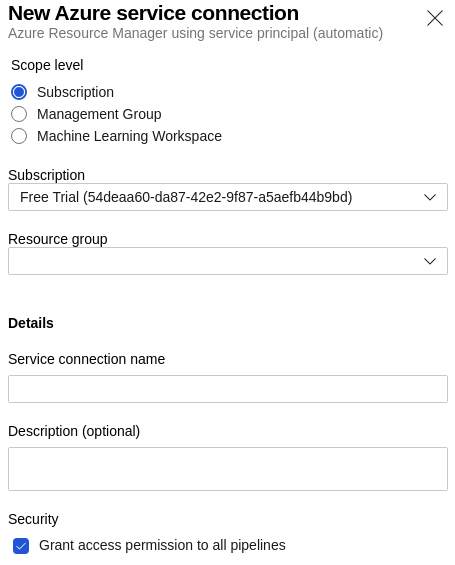 New Azure service connection
Azure Resource Manager using service principal (automatic)
Scope level
Subscription
Management Group
Machine Learning Workspace
Subscription
Free Trial (54deaa60-da87-42e2-9f87-a5aefb44b9bd)
Resource group
Details
Service connection name
Description (optional)
Security
Grant access permission to all pipelines